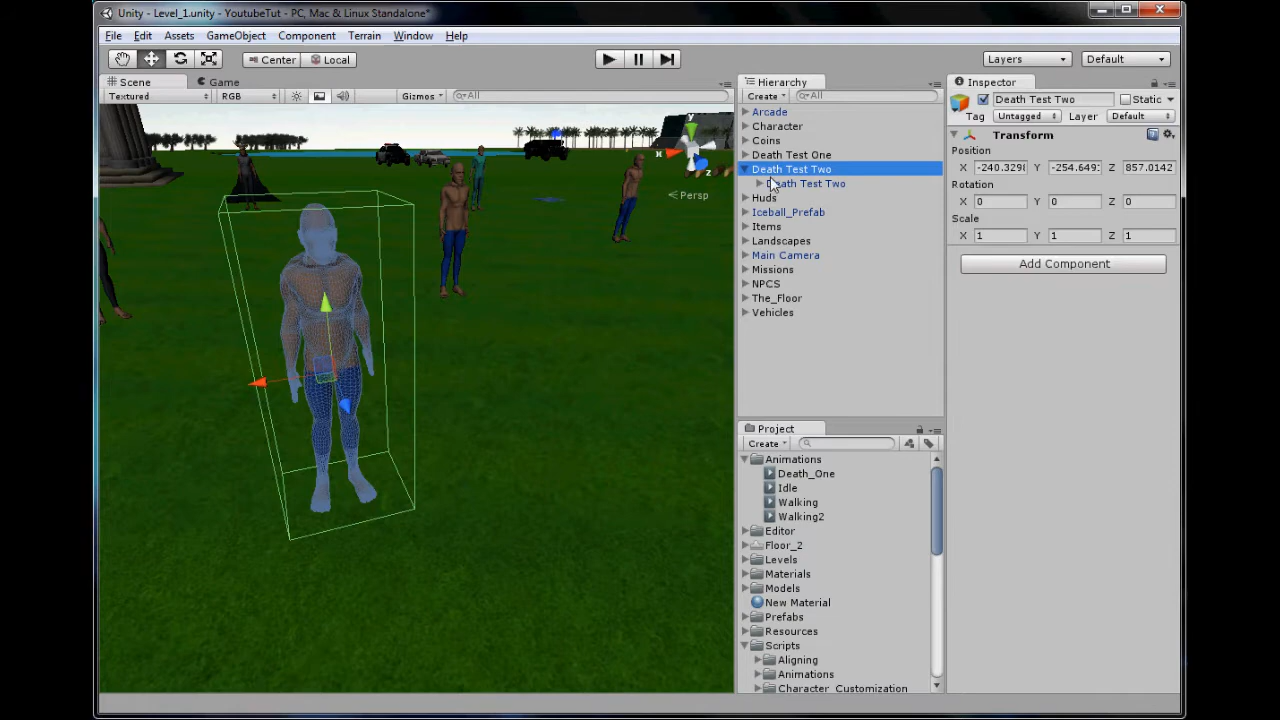 Unity - Level_1.unity - YoutubeTut - PC, Mac & Linux Standalone*
File Edit Assets GameObject Component Terrain Window Help
Center Local Layers Default
Scene Game
Textured RGB Gizmos All
y
x
z
Persp
Hierarchy
Create All
Arcade
Character
Coins
Death Test One
Death Test Two
Death Test Two
Huds
Iceball_Prefab
Items
Landscapes
Main Camera
Missions
NPCS
The_Floor
Vehicles
Project
Create
Animations
Death_One
Idle
Walking
Walking2
Editor
Floor_2
Levels
Materials
Models
New Material
Prefabs
Resources
Scripts
Aligning
Animations
Character_Customization
Inspector
Death Test Two Static
Tag Untagged Layer Default
Transform
Position
X -240.329 Y -254.649 Z 857.0142
Rotation
X 0 Y 0 Z 0
Scale
X 1 Y 1 Z 1
Add Component